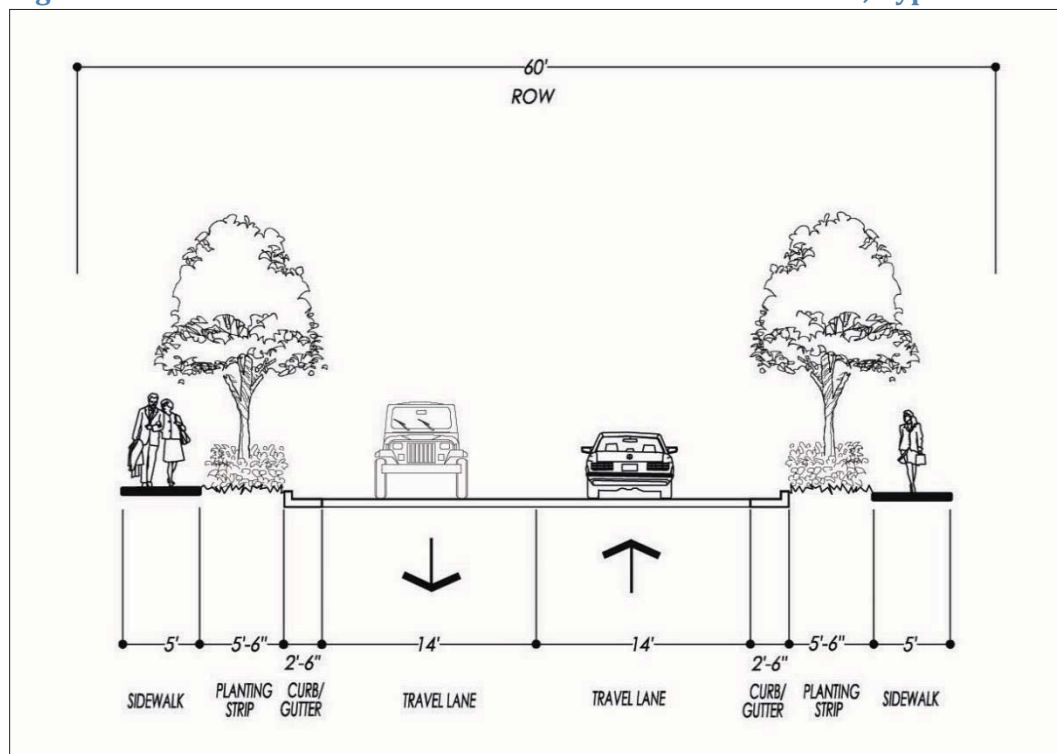 60'
ROW
5' 5'-6" 2'-6" 14' 14' 2'-6" 5'-6" 5'
SIDEWALK PLANTING STRIP CURB/ GUTTER TRAVEL LANE TRAVEL LANE CURB/ GUTTER PLANTING STRIP SIDEWALK